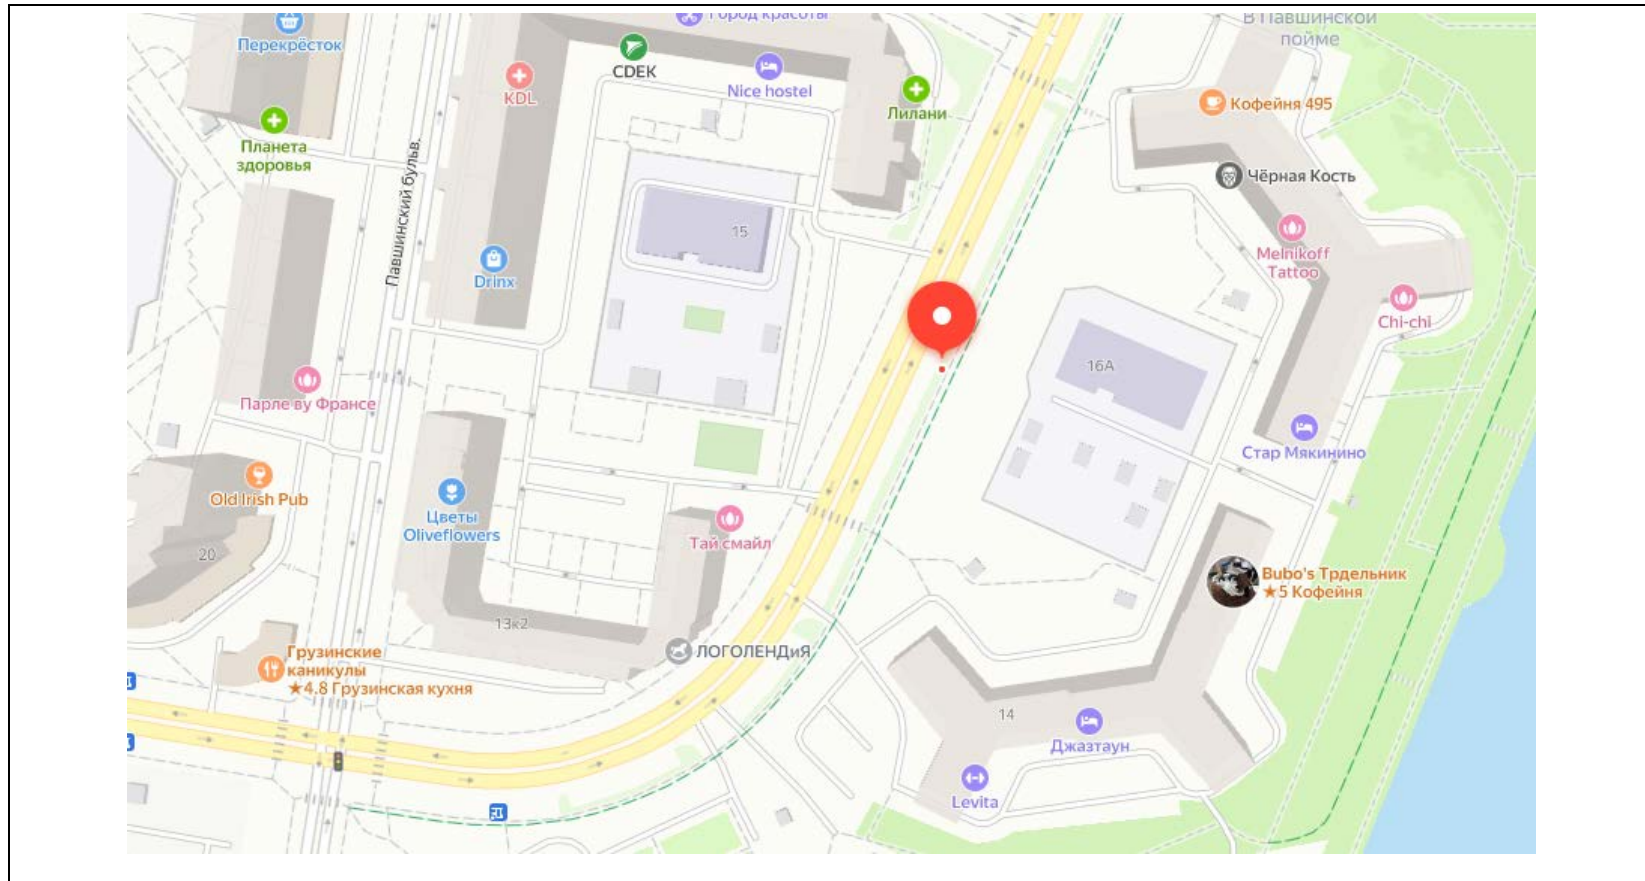 Город красоты
В Павшинской
пойме
Перекрёсток
CDEK
KDL
Nice hostel
Лилани
Кофейня 495
Планета
здоровья
Павшинский бульв.
Чёрная Кость
15
Melnikoff
Tattoo
Drinx
Chi-chi
16А
Парле ву Франсе
Стар Мякинино
Old Irish Pub
Цветы
Oliveflowers
Тай смайл
20
Bubo's Трдельник
★5 Кофейня
13к2
Грузинские
каникулы
★4.8 Грузинская кухня
ЛОГОЛЕНДиЯ
14
Джазтаун
Levita